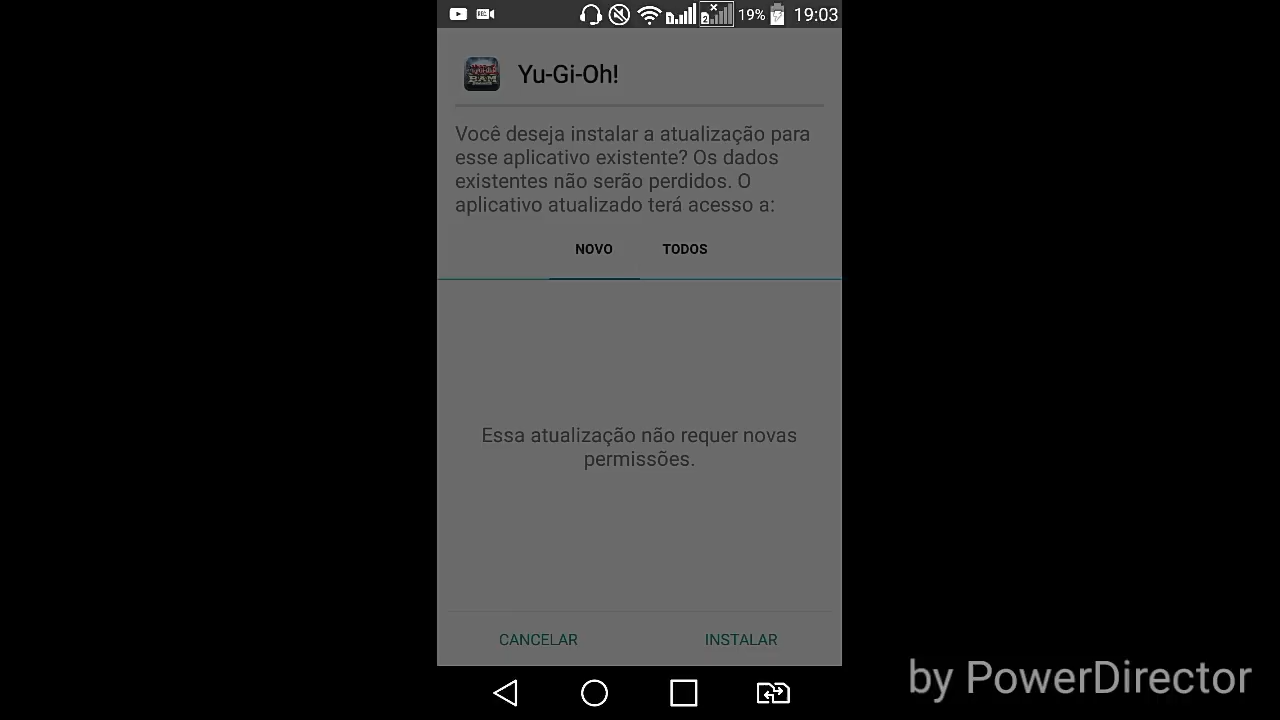 19% 19:03
Yu-Gi-Oh!
Você deseja instalar a atualização para
esse aplicativo existente? Os dados
existentes não serão perdidos. O
aplicativo atualizado terá acesso a:
NOVO TODOS
Essa atualização não requer novas
permissões.
CANCELAR INSTALAR
by PowerDirector